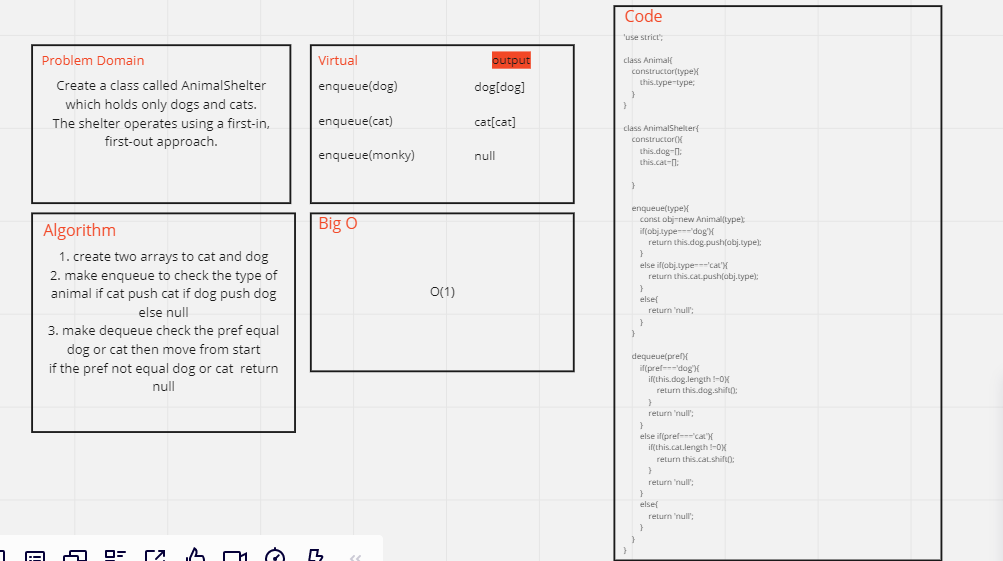 Problem Domain
Create a class called AnimalShelter
which holds only dogs and cats.
The shelter operates using a first-in,
first-out approach.
Virtual
output
enqueue(dog)
dog[dog]
enqueue(cat)
cat[cat]
enqueue(monky)
null
Algorithm
1. create two arrays to cat and dog
2. make enqueue to check the type of
animal if cat push cat if dog push dog
else null
3. make dequeue check the pref equal
dog or cat then move from start
if the pref not equal dog or cat return
null
Big O
O(1)
Code
'use strict';
class Animal{
constructor(type){
this.type=type;
}
}
class AnimalShelter{
constructor(){
this.dog=[];
this.cat=[];
}
enqueue(type){
const obj=new Animal(type);
if(obj.type==='dog'){
return this.dog.push(obj.type);
}
else if(obj.type==='cat'){
return this.cat.push(obj.type);
}
else{
return 'null';
}
}
dequeue(pref){
if(pref==='dog'){
if(this.dog.length !=0){
return this.dog.shift();
}
return 'null';
}
else if(pref==='cat'){
if(this.cat.length !=0){
return this.cat.shift();
}
return 'null';
}
else{
return 'null';
}
}
}